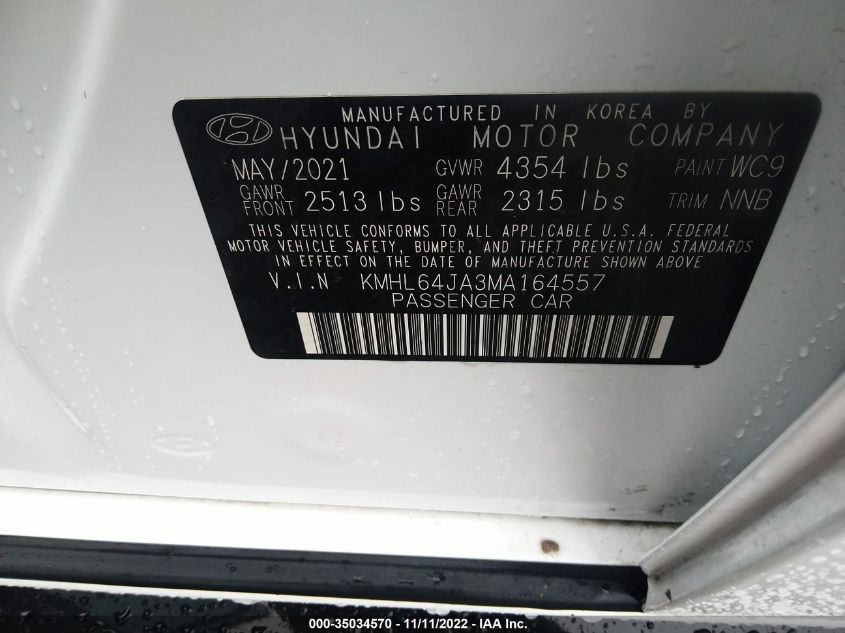 MANUFACTURED IN KOREA BY
HYUNDAI MOTOR COMPANY
MAY/2021 GVWR 4354 lbs PAINT WC9
GAWR FRONT 2513 lbs GAWR REAR 2315 lbs TRIM NNB
THIS VEHICLE CONFORMS TO ALL APPLICABLE U.S.A. FEDERAL
MOTOR VEHICLE SAFETY, BUMPER, AND THEFT PREVENTION STANDARDS
IN EFFECT ON THE DATE OF MANUFACTURE SHOWN ABOVE
V.I.N KMHL64JA3MA164557
PASSENGER CAR
000-35034570 - 11/11/2022 - IAA Inc.